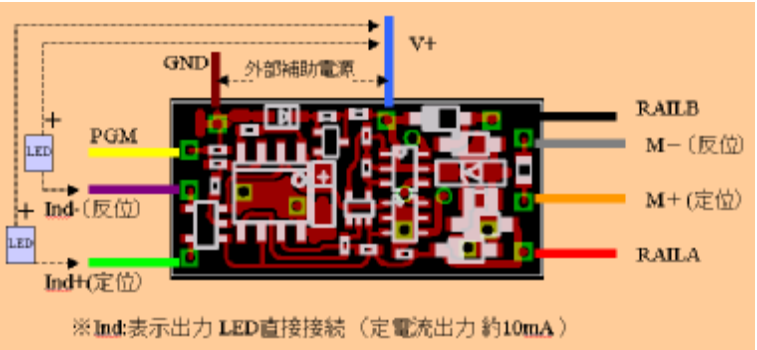 V+
GND
外部補助電源
RAILB
PGM
M－(反位)
LED
Ind-(反位)
M+(定位)
LED
RAILA
Ind+(定位)
※Ind:表示出力 LED直接接続（定電流出力 約10mA）